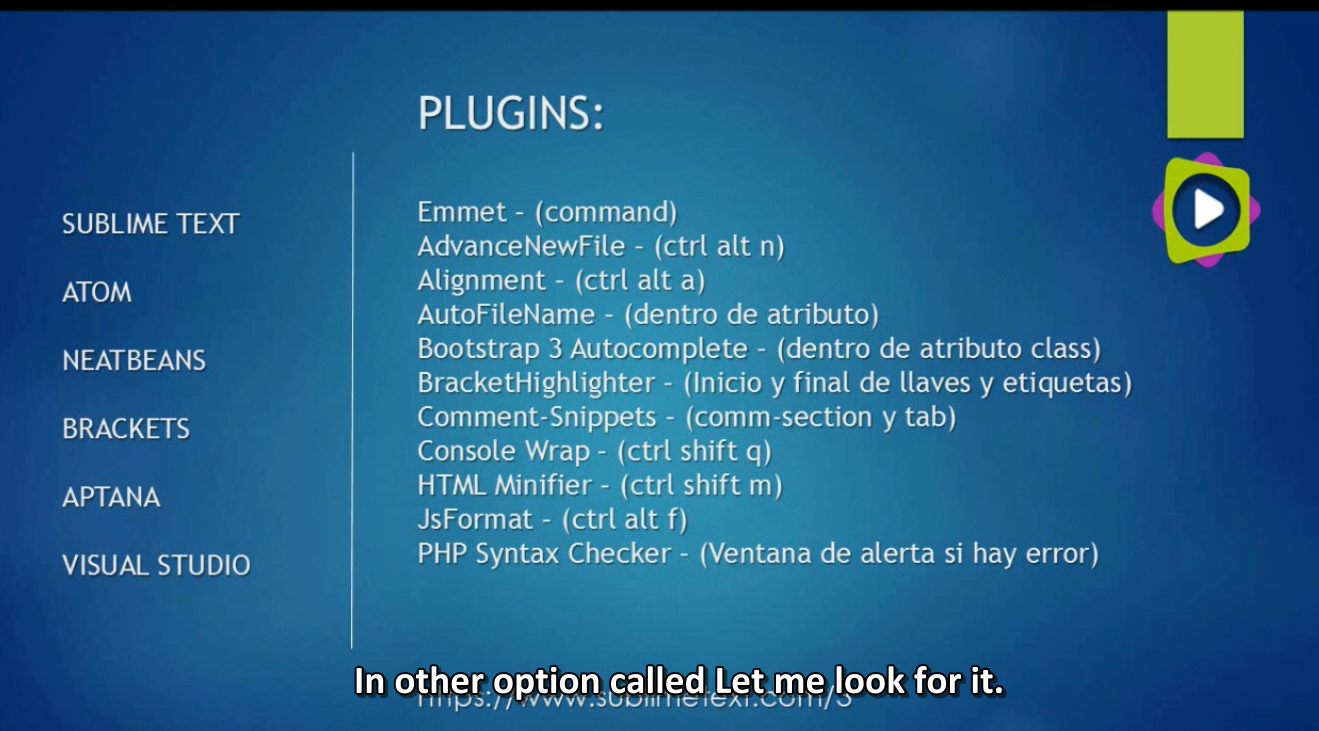 PLUGINS:
SUBLIME TEXT
ATOM
NEATBEANS
BRACKETS
APTANA
VISUAL STUDIO
Emmet – (command)
AdvanceNewFile – (ctrl alt n)
Alignment – (ctrl alt a)
AutoFileName – (dentro de atributo)
Bootstrap 3 Autocomplete – (dentro de atributo class)
BracketHighlighter – (Inicio y final de llaves y etiquetas)
Comment-Snippets – (comm-section y tab)
Console Wrap – (ctrl shift q)
HTML Minifier – (ctrl shift m)
JsFormat – (ctrl alt f)
PHP Syntax Checker – (Ventana de alerta si hay error)
In other option called Let me look for it.
https://www.sublimetext.com/3